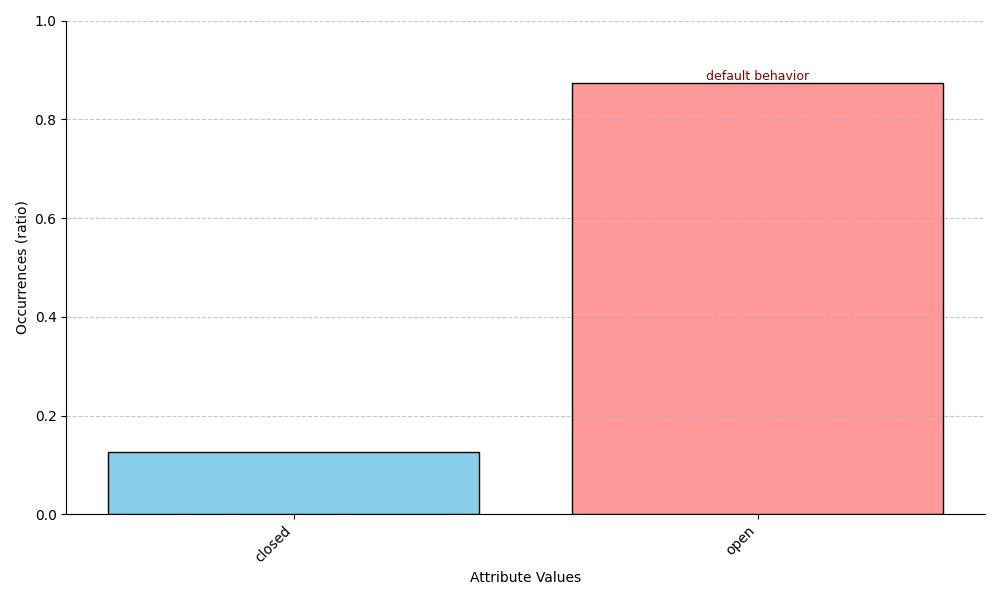 1.0
default behavior
0.8
0.6
0.4
0.2
0.0
Occurrences (ratio)
closed
open
Attribute Values